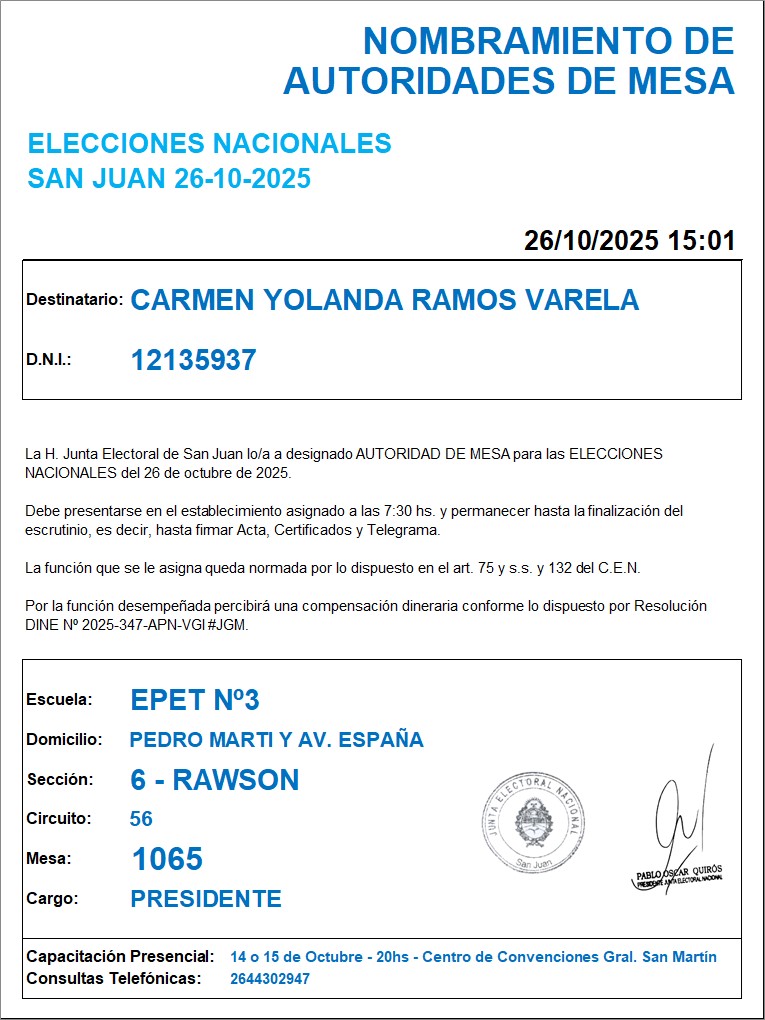 NOMBRAMIENTO DE
AUTORIDADES DE MESA
ELECCIONES NACIONALES
SAN JUAN 26-10-2025
26/10/2025 15:01
Destinatario: CARMEN YOLANDA RAMOS VARELA
D.N.I.: 12135937
La H. Junta Electoral de San Juan lo/a a designado AUTORIDAD DE MESA para las ELECCIONES
NACIONALES del 26 de octubre de 2025.
Debe presentarse en el establecimiento asignado a las 7:30 hs. y permanecer hasta la finalización del
escrutinio, es decir, hasta firmar Acta, Certificados y Telegrama.
La función que se le asigna queda normada por lo dispuesto en el art. 75 y s.s. y 132 del C.E.N.
Por la función desempeñada percibirá una compensación dineraria conforme lo dispuesto por Resolución
DINE Nº 2025-347-APN-VGI#JGM.
Escuela: EPET Nº3
Domicilio: PEDRO MARTI Y AV. ESPAÑA
Sección: 6 - RAWSON
Circuito: 56
Mesa: 1065
Cargo: PRESIDENTE
JUNTA ELECTORAL NACIONAL
San Juan
PABLO OSCAR QUIRÓS
PRESIDENTE JUNTA ELECTORAL NACIONAL
Capacitación Presencial: 14 o 15 de Octubre - 20hs - Centro de Convenciones Gral. San Martín
Consultas Telefónicas: 2644302947